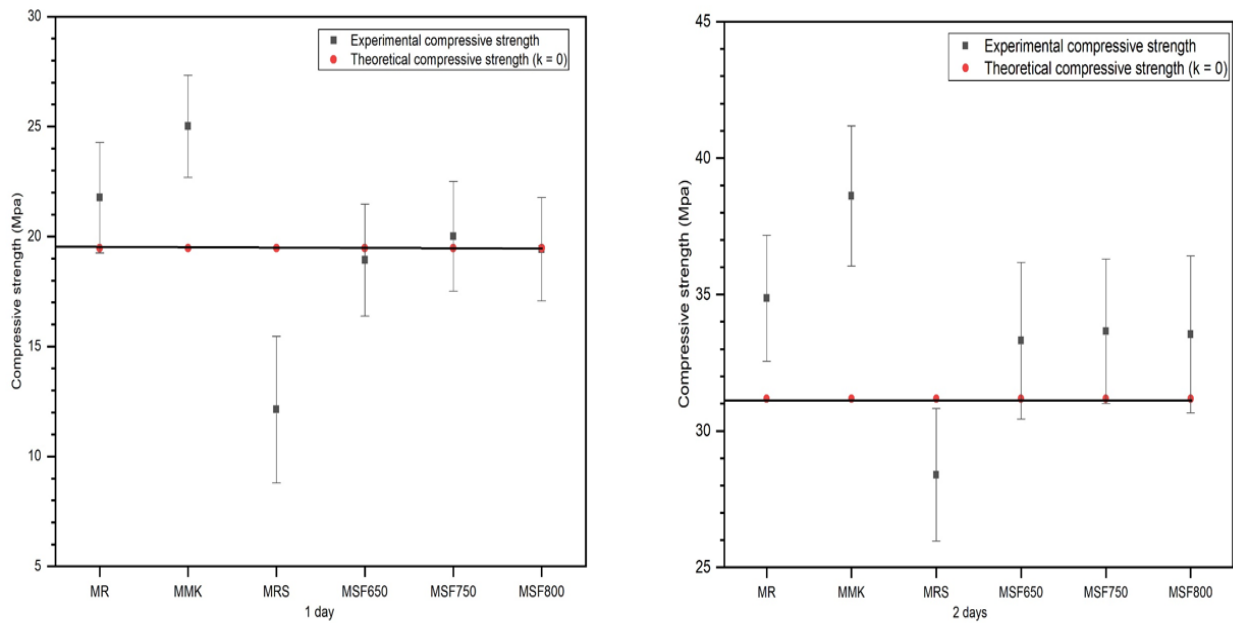 30
25
20
15
10
5
Compressive strength (Mpa)
Experimental compressive strength
Theoretical compressive strength (k = 0)
MR MMK MRS MSF650 MSF750 MSF800
1 day
45
40
35
30
25
Compressive strength (Mpa)
Experimental compressive strength
Theoretical compressive strength (k = 0)
MR MMK MRS MSF650 MSF750 MSF800
2 days